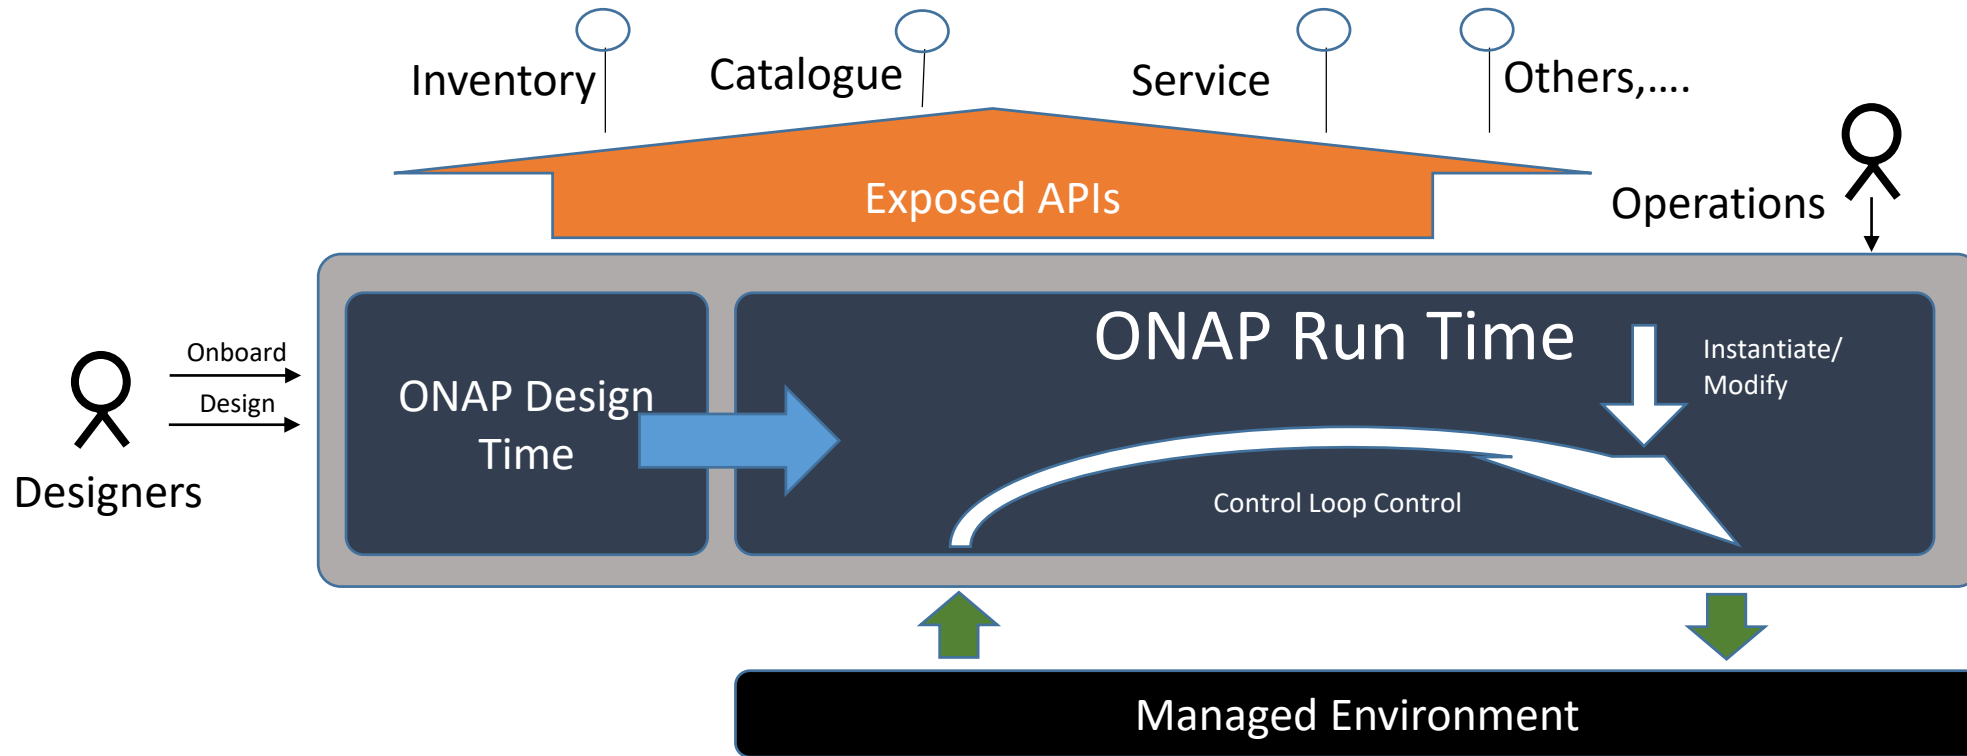 Inventory
Catalogue
Service
Others,....
Exposed APIs
Operations
ONAP Run Time
Onboard
Design
Designers
ONAP Design
Time
Instantiate/
Modify
Control Loop Control
Managed Environment